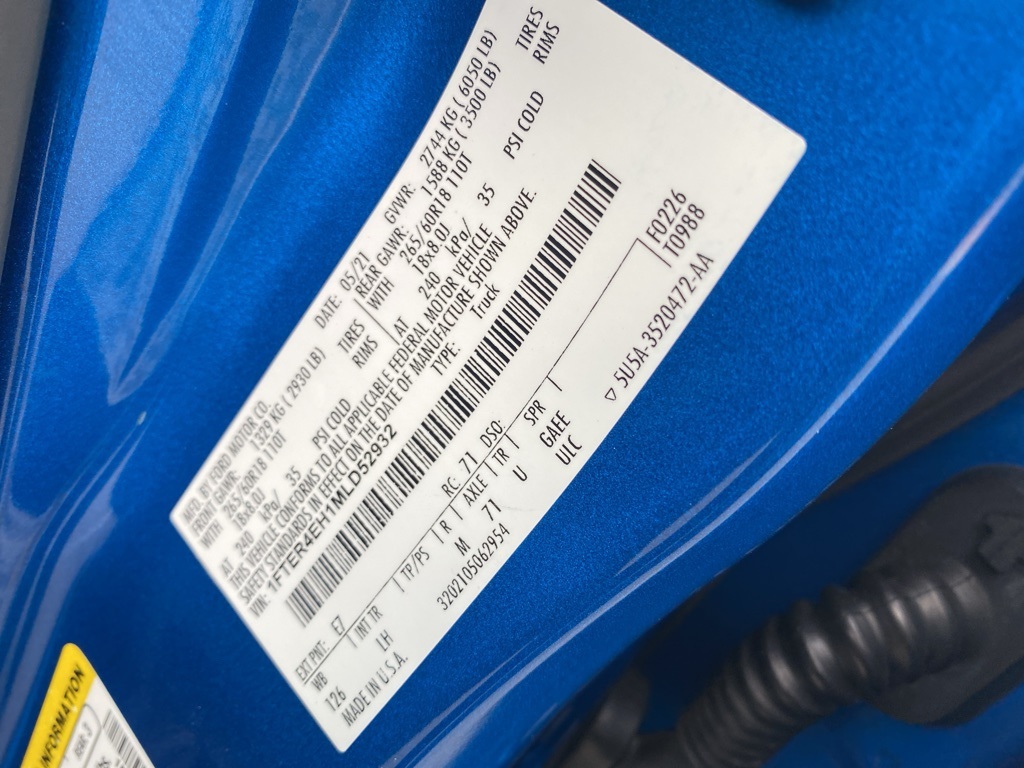 MFD. BY FORD MOTOR CO.
DATE: 05/21 GVWR: 2744 KG ( 6050 LB)
FRONT GAWR: 1329 KG ( 2930 LB) REAR GAWR: 1588 KG ( 3500 LB)
WITH 265/60R18 110T TIRES WITH 265/60R18 110T TIRES
18x8.0J RIMS 18x8.0J RIMS
AT 240 kPa/ 35 PSI COLD AT 240 kPa/ 35 PSI COLD
THIS VEHICLE CONFORMS TO ALL APPLICABLE FEDERAL MOTOR VEHICLE
SAFETY STANDARDS IN EFFECT ON THE DATE OF MANUFACTURE SHOWN ABOVE.
VIN: 1FTER4EH1MLD52932 TYPE: Truck
EXT PNT: E7 RC: 71 DSO: F0226
WB INT TR TP/PS R AXLE TR SPR T0988
126 LH M 71 U GAEE
MADE IN U.S.A. 3202105062954 ULC
▽ 5U5A-3520472-AA
INFORMATION